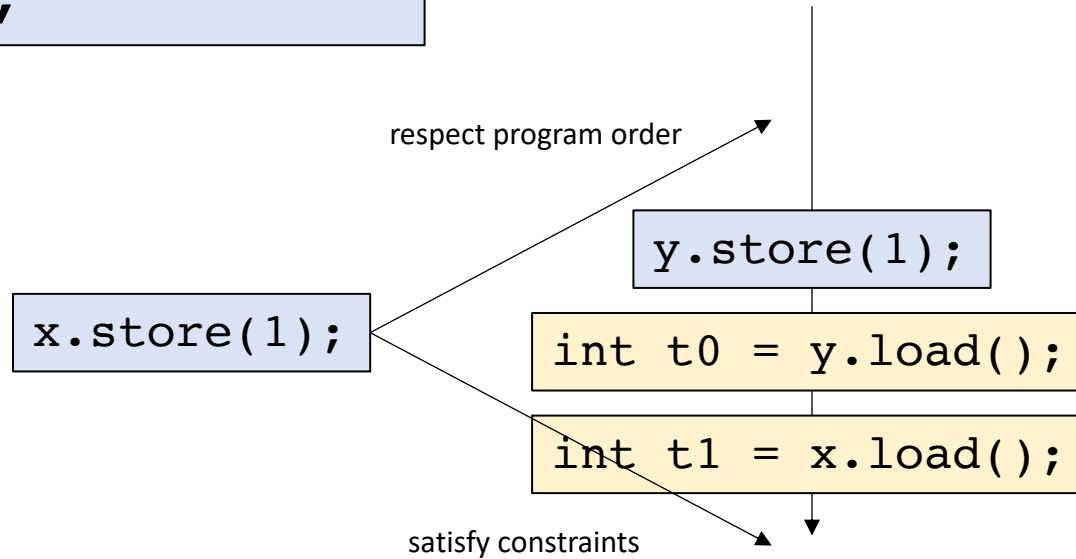 respect program order
y.store(1);
x.store(1);
int t0 = y.load();
int t1 = x.load();
satisfy constraints